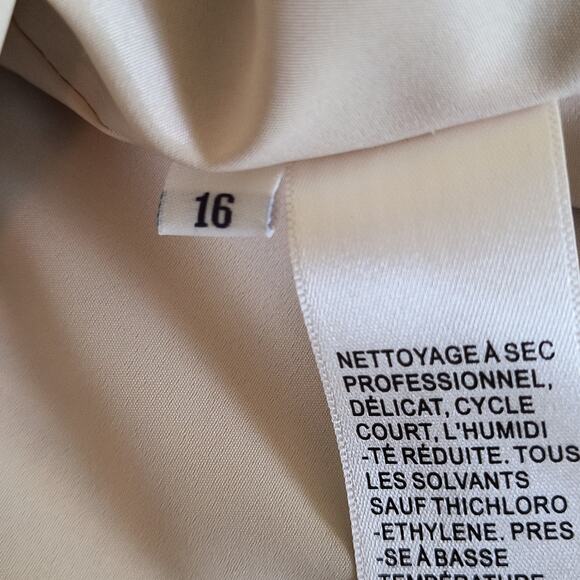 16
NETTOYAGE À SEC
PROFESSIONNEL,
DÉLICAT, CYCLE
COURT, L'HUMIDI
-TÉ RÉDUITE. TOUS
LES SOLVANTS
SAUF THICHLORO
-ETHYLENE. PRES
-SE À BASSE
TEMPÉRATURE